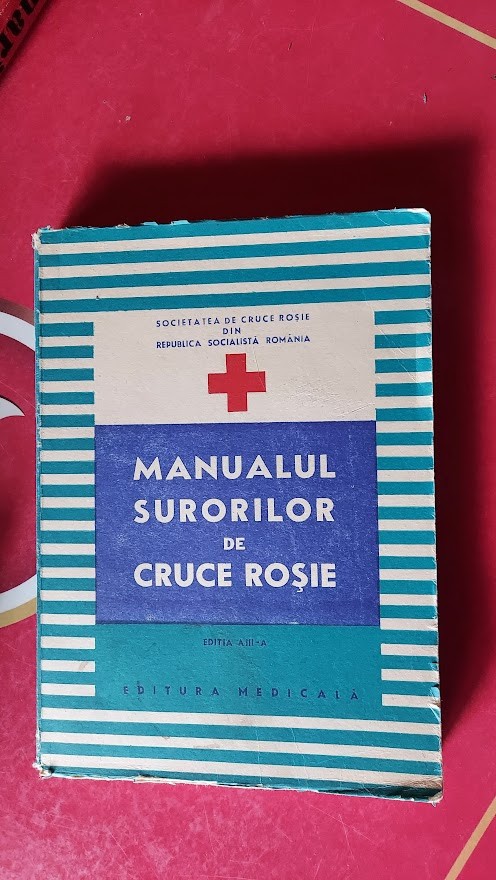 SOCIETATEA DE CRUCE ROȘIE
DIN
REPUBLICA SOCIALISTĂ ROMÂNIA
MANUALUL
SURORILOR
DE
CRUCE ROȘIE
EDIȚIA A III-A
EDITURA MEDICALĂ